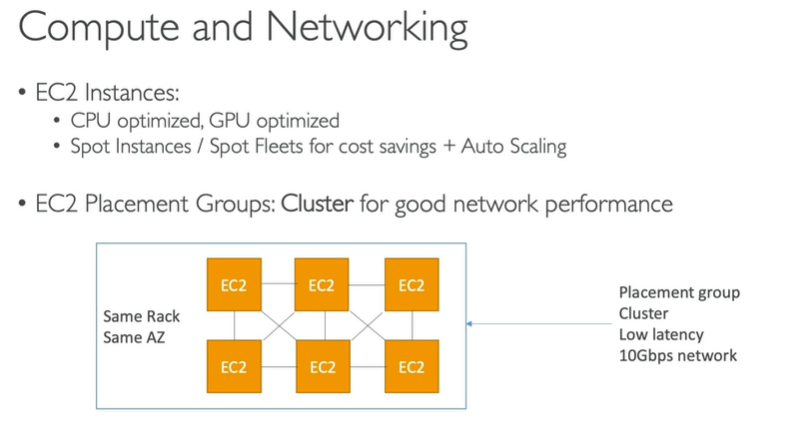 Compute and Networking
• EC2 Instances:
• CPU optimized, GPU optimized
• Spot Instances / Spot Fleets for cost savings + Auto Scaling
• EC2 Placement Groups: Cluster for good network performance
Same Rack
Same AZ
EC2 EC2 EC2
EC2 EC2 EC2
Placement group
Cluster
Low latency
10Gbps network